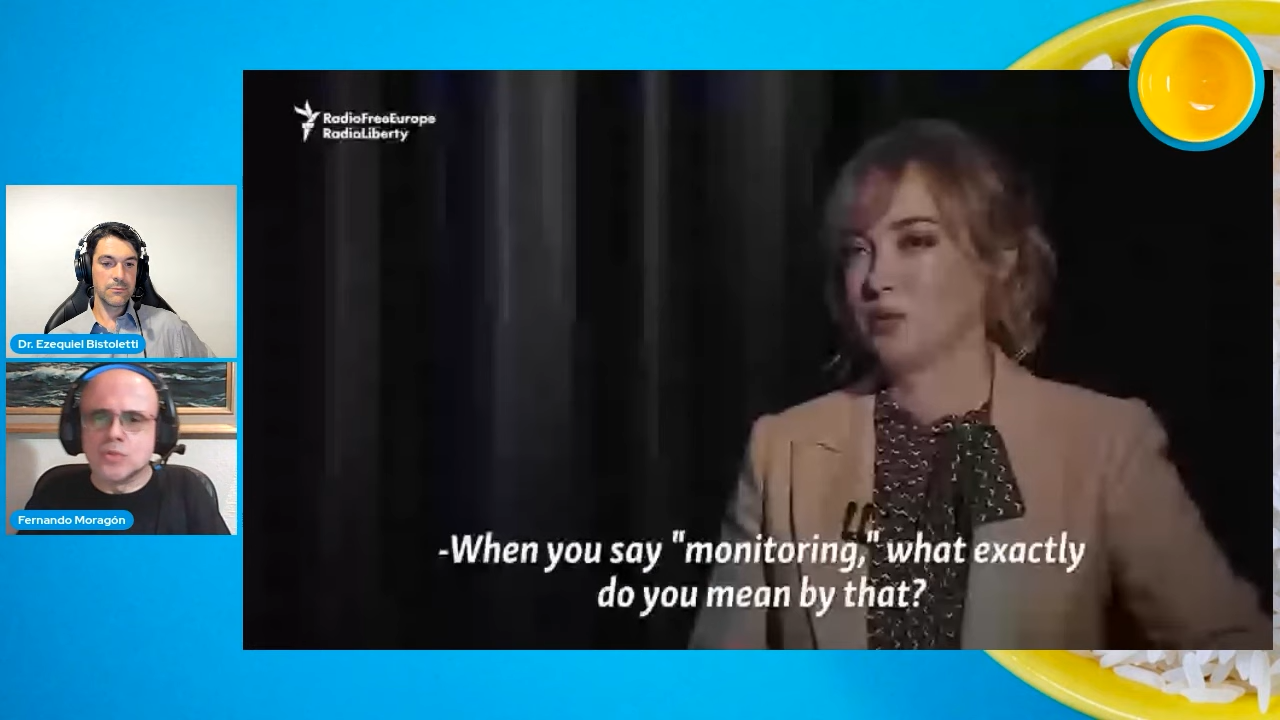 RadioFreeEurope
RadioLiberty
Dr. Ezequiel Bistoletti
Fernando Moragón
-When you say "monitoring," what exactly
do you mean by that?